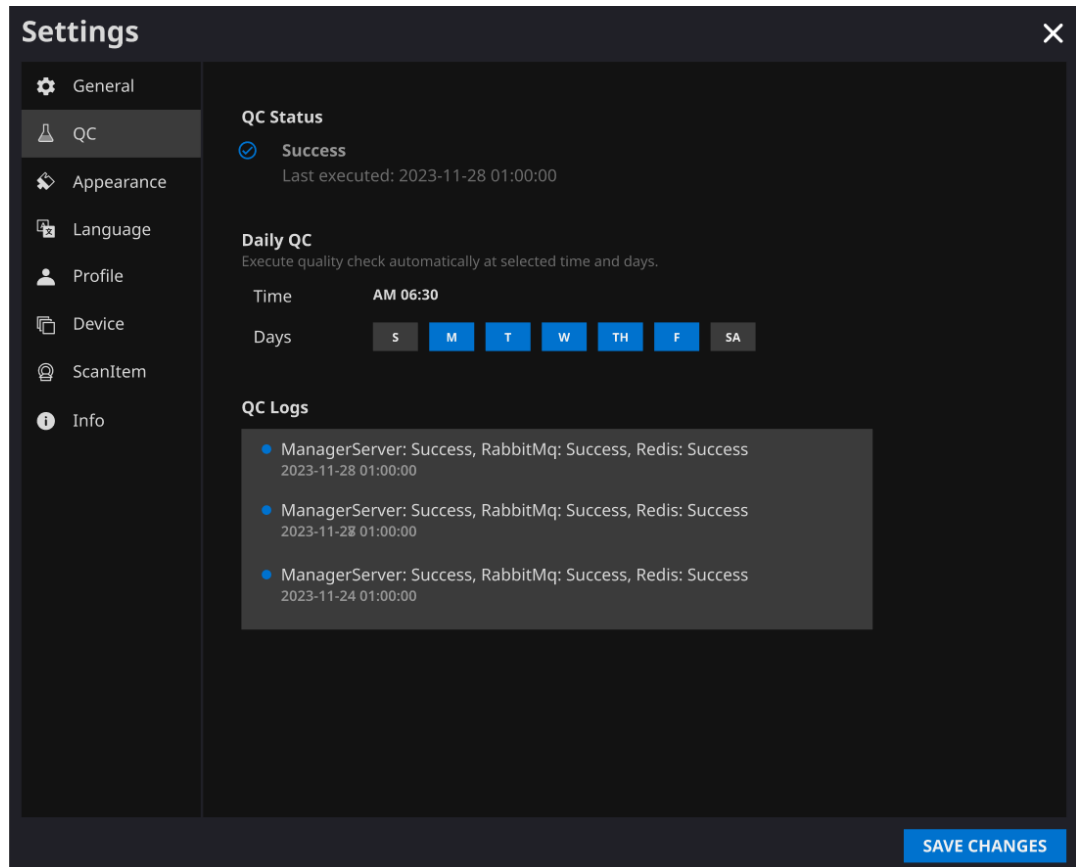 Settings
General
QC
Appearance
Language
Profile
Device
ScanItem
Info
QC Status
Success
Last executed: 2023-11-28 01:00:00
Daily QC
Execute quality check automatically at selected time and days.
Time AM 06:30
Days S M T W TH F SA
QC Logs
ManagerServer: Success, RabbitMq: Success, Redis: Success
2023-11-28 01:00:00
ManagerServer: Success, RabbitMq: Success, Redis: Success
01:00:00
ManagerServer: Success, RabbitMq: Success, Redis: Success
2023-11-24 01:00:00
SAVE CHANGES